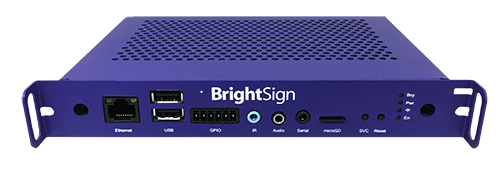 BrightSign
Bsy
Pwr
Err
Ethernet
USB
GPIO
IR
Audio
Serial
microSD
SVC
Reset